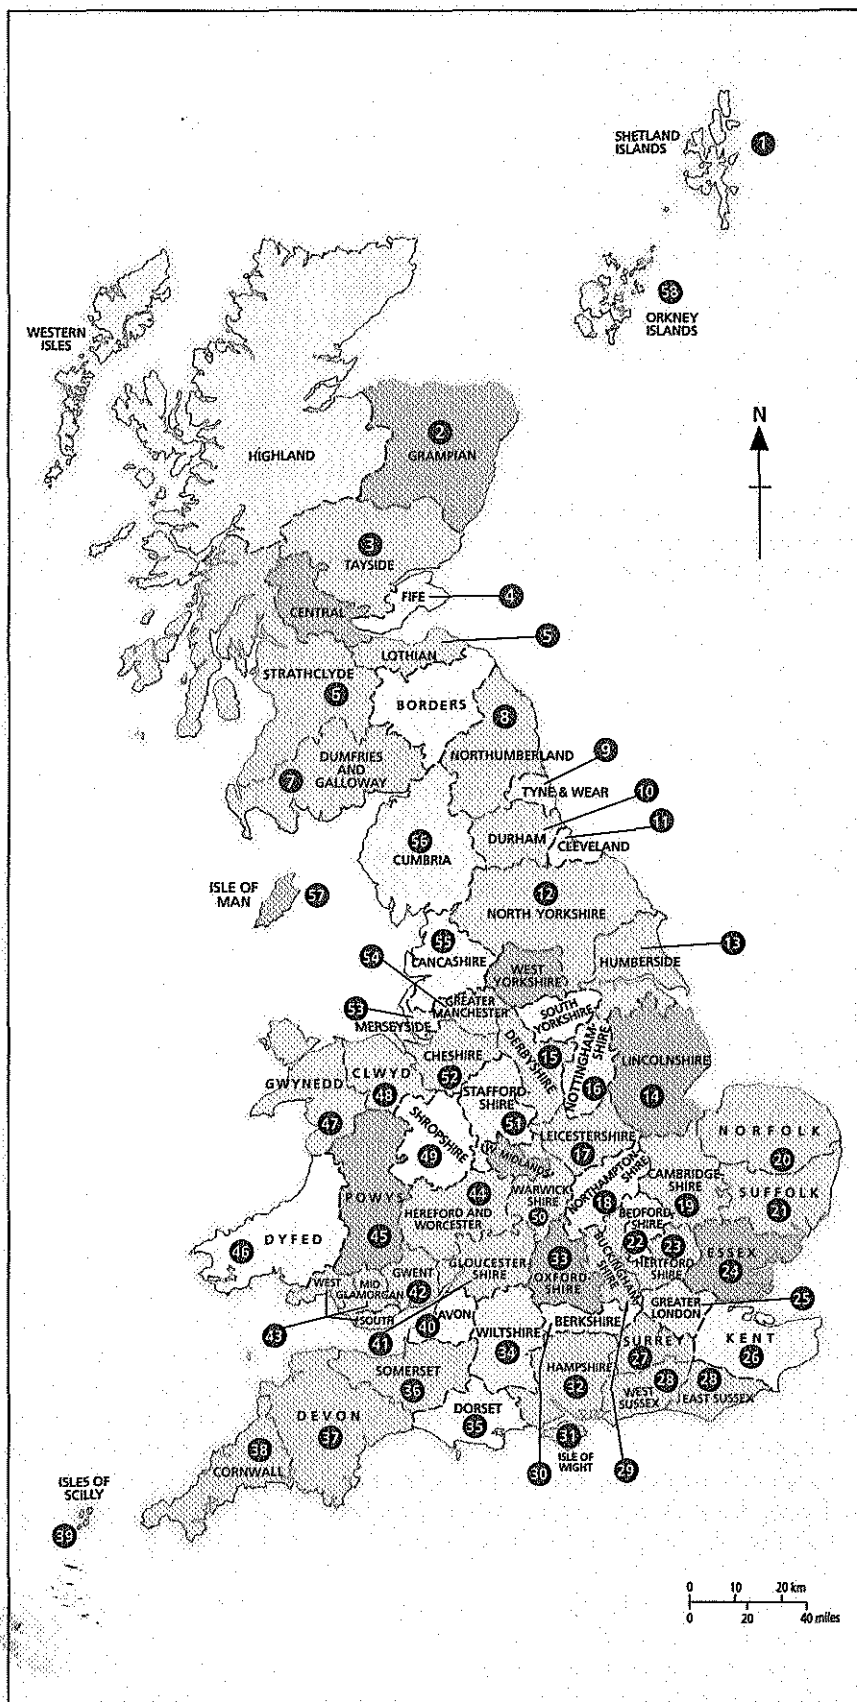 SHETLAND
ISLANDS
1
58
ORKNEY
ISLANDS
WESTERN
ISLES
N
2
GRAMPIAN
HIGHLAND
3
TAYSIDE
FIFE
4
CENTRAL
5
LOTHIAN
STRATHCLYDE
6
BORDERS
8
NORTHUMBERLAND
9
DUMFRIES
AND
GALLOWAY
7
TYNE & WEAR
10
11
DURHAM
CLEVELAND
56
CUMBRIA
ISLE OF
MAN
57
12
NORTH YORKSHIRE
13
HUMBERSIDE
55
LANCASHIRE
54
WEST
YORKSHIRE
GREATER
MANCHESTER
53
MERSEYSIDE
SOUTH
YORKSHIRE
CHESHIRE
52
DERBYSHIRE
15
NOTTINGHAM-
SHIRE
16
LINCOLNSHIRE
14
GWYNEDD
47
CLWYD
48
STAFFORD-
SHIRE
51
SHROPSHIRE
49
LEICESTERSHIRE
17
NORFOLK
20
W. MIDLANDS
NORTHAMPTON-
SHIRE
18
CAMBRIDGE-
SHIRE
19
SUFFOLK
21
POWYS
45
44
HEREFORD AND
WORCESTER
WARWICK-
SHIRE
50
BEDFORD-
SHIRE
22
23
HERTFORD-
SHIRE
ESSEX
24
DYFED
46
GLOUCESTER
SHIRE
33
OXFORD
SHIRE
BUCKINGHAM-
SHIRE
WEST
MID
GLAMORGAN
SOUTH
GWENT
42
43
41
AVON
40
WILTSHIRE
34
BERKSHIRE
GREATER
LONDON
25
SURREY
27
KENT
26
SOMERSET
36
HAMPSHIRE
32
WEST
SUSSEX
28
28
EAST SUSSEX
DEVON
37
DORSET
35
31
ISLE OF
WIGHT
30
29
38
CORNWALL
ISLES OF
SCILLY
39
0 10 20 km
0 20 40 miles